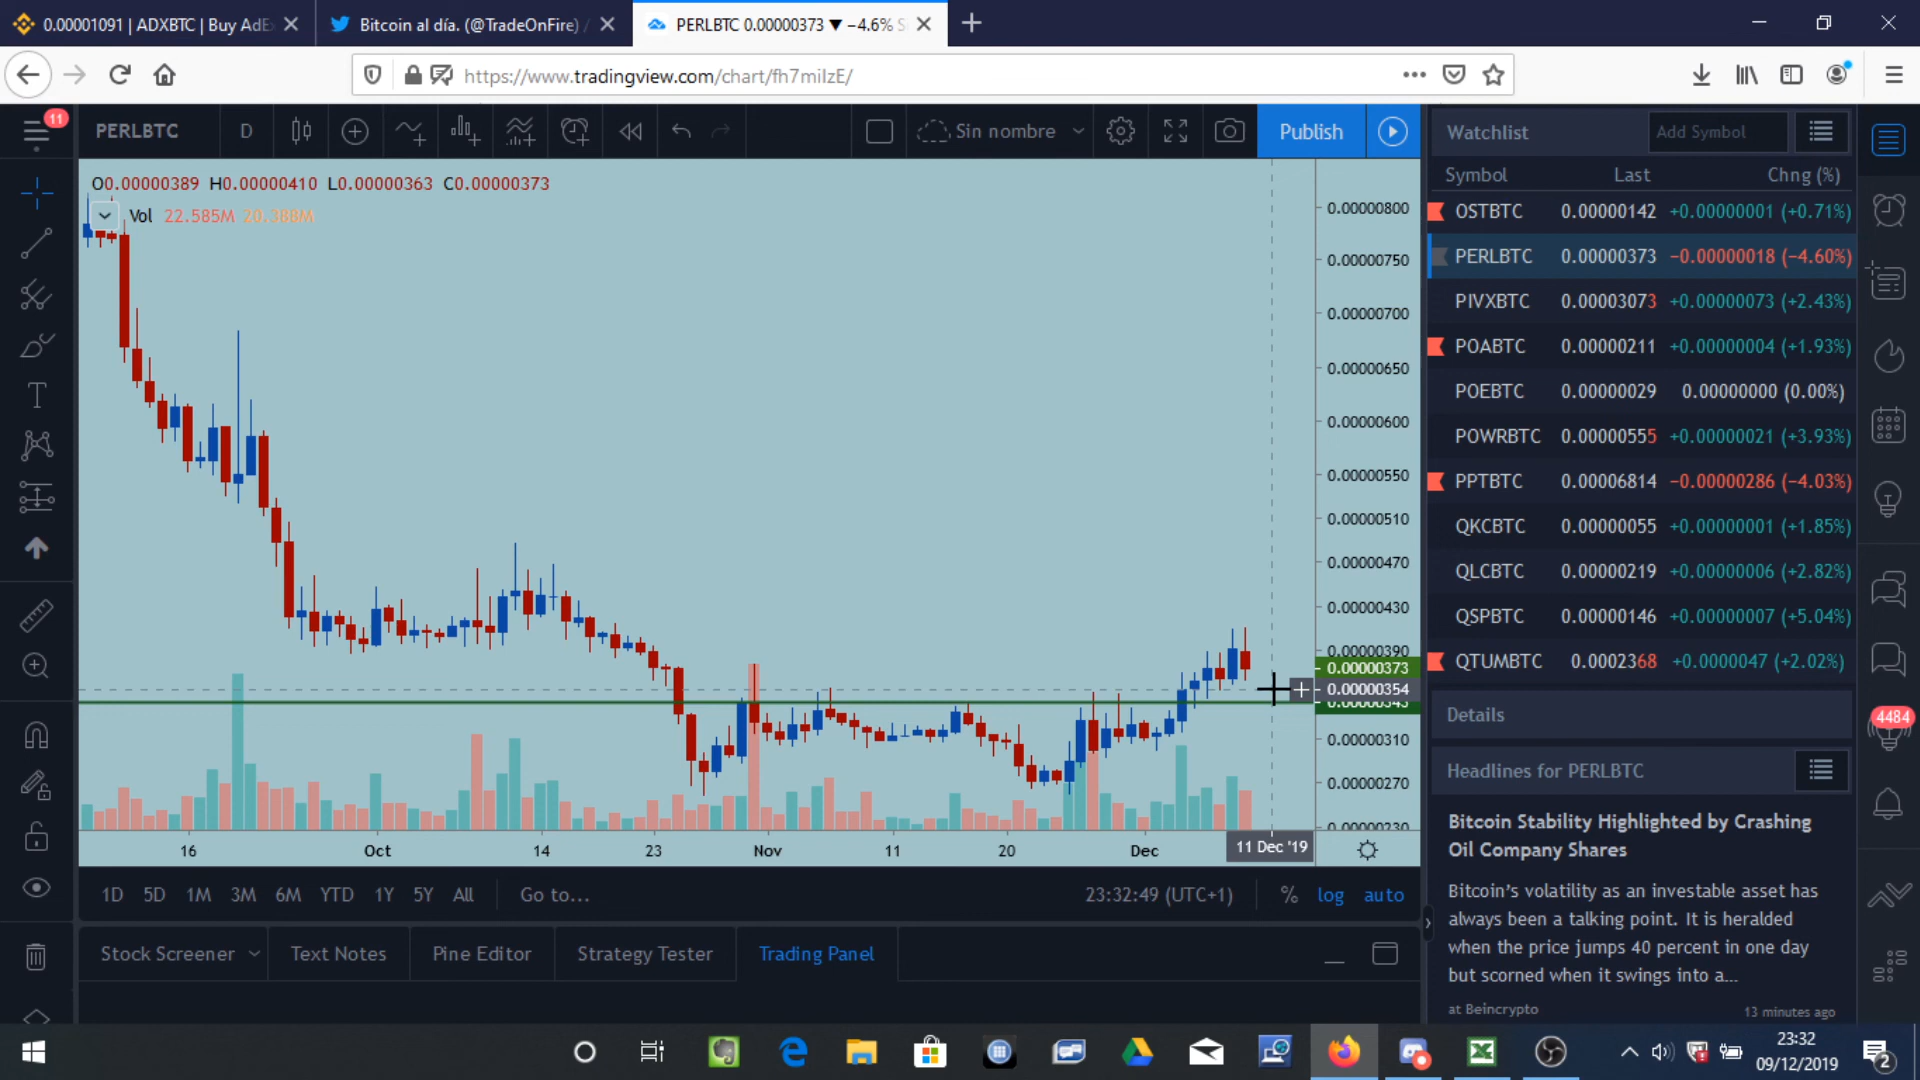 0.00001091 | ADXBTC | Buy AdEx
Bitcoin al día. (@TradeOnFire) /
PERLBTC 0.00000373 ▼ −4.6% S
https://www.tradingview.com/chart/fh7miIzE/
11
PERLBTC D Sin nombre Publish
O0.00000389 H0.00000410 L0.00000363 C0.00000373
Vol 22.585M 20.388M
0.00000800
0.00000750
0.00000700
0.00000650
0.00000600
0.00000550
0.00000510
0.00000470
0.00000430
0.00000390
0.00000373
0.00000354
0.00000343
0.00000310
0.00000270
0.00000230
16 Oct 14 23 Nov 11 20 Dec 11 Dec '19
1D 5D 1M 3M 6M YTD 1Y 5Y All Go to... 23:32:49 (UTC+1) % log auto
Stock Screener Text Notes Pine Editor Strategy Tester Trading Panel
Watchlist Add Symbol
Symbol Last Chng (%)
OSTBTC 0.00000142 +0.00000001 (+0.71%)
PERLBTC 0.00000373 −0.00000018 (−4.60%)
PIVXBTC 0.00003073 +0.00000073 (+2.43%)
POABTC 0.00000211 +0.00000004 (+1.93%)
POEBTC 0.00000029 0.00000000 (0.00%)
POWRBTC 0.00000555 +0.00000021 (+3.93%)
PPTBTC 0.00006814 −0.00000286 (−4.03%)
QKCBTC 0.00000055 +0.00000001 (+1.85%)
QLCBTC 0.00000219 +0.00000006 (+2.82%)
QSPBTC 0.00000146 +0.00000007 (+5.04%)
QTUMBTC 0.0002368 +0.0000047 (+2.02%)
Details
4484
Headlines for PERLBTC
Bitcoin Stability Highlighted by Crashing
Oil Company Shares
Bitcoin's volatility as an investable asset has
always been a talking point. It is heralded
when the price jumps 40 percent in one day
but scorned when it swings into a...
at Beincrypto 13 minutes ago
23:32
09/12/2019
2